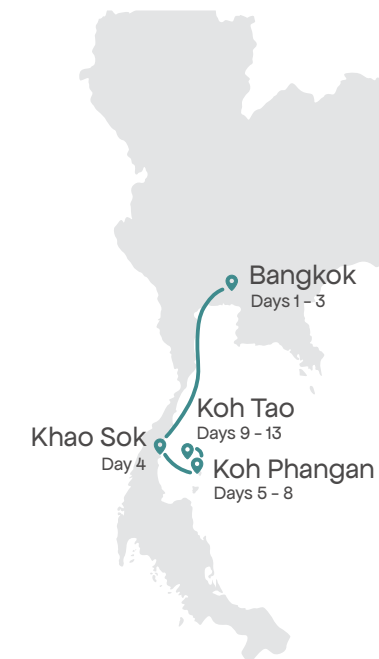 Bangkok
Days 1 – 3
Koh Tao
Days 9 – 13
Khao Sok
Day 4
Koh Phangan
Days 5 – 8